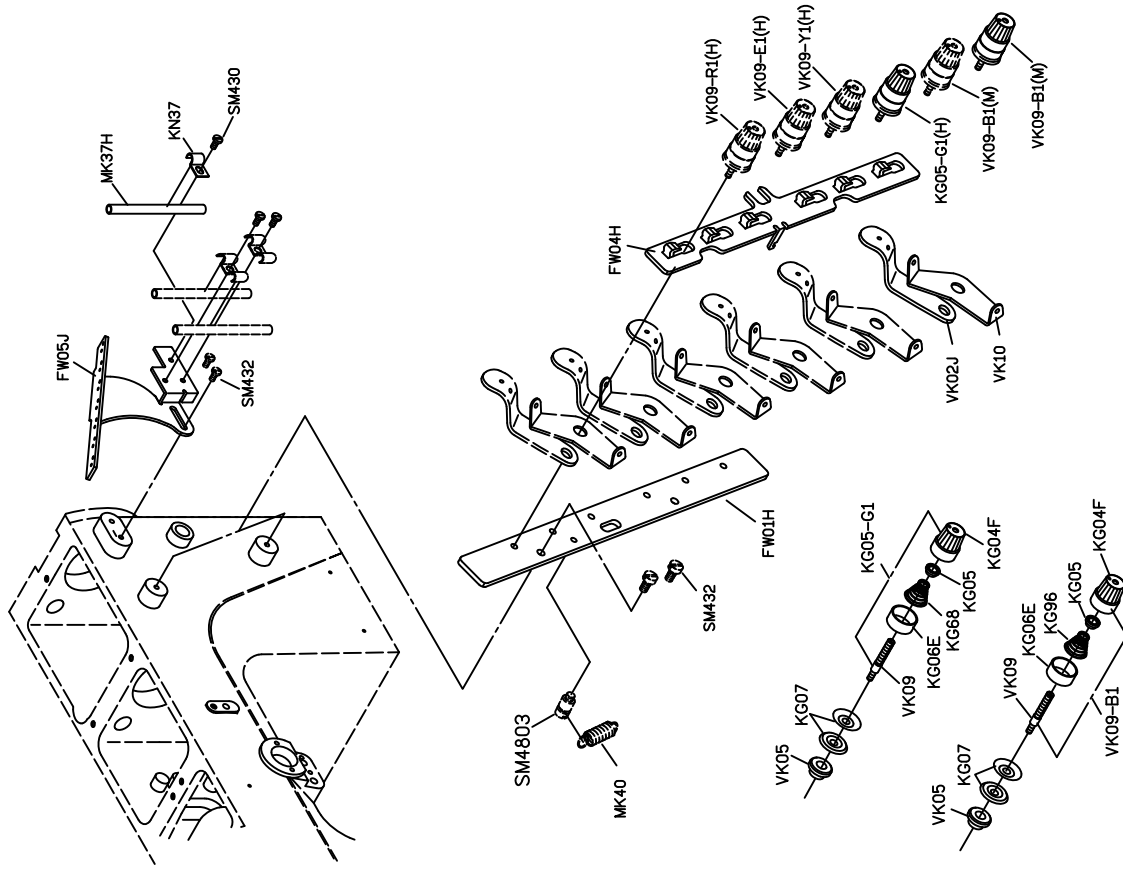 MK37H
KN37
SM430
FW05J
SM432
VK09-R1(H)
VK09-E1(H)
VK09-Y1(H)
KG05-G1(H)
VK09-B1(M)
VK09-B1(M)
FW04H
VK02J
VK10
FW01H
SM432
SM4803
MK40
KG05-G1
KG04F
KG05
KG68
KG06E
VK09
KG07
VK05
KG04F
KG05
KG96
KG06E
VK09
VK09-B1
KG07
VK05